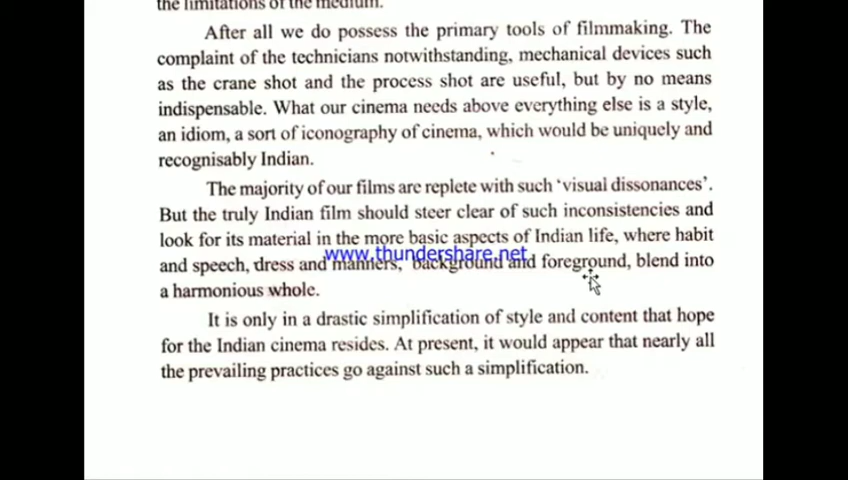 the limitations of the medium.
After all we do possess the primary tools of filmmaking. The
complaint of the technicians notwithstanding, mechanical devices such
as the crane shot and the process shot are useful, but by no means
indispensable. What our cinema needs above everything else is a style,
an idiom, a sort of iconography of cinema, which would be uniquely and
recognisably Indian.
The majority of our films are replete with such ‘visual dissonances’.
But the truly Indian film should steer clear of such inconsistencies and
look for its material in the more basic aspects of Indian life, where habit
www.thundershare.net
and speech, dress and manners, background and foreground, blend into
a harmonious whole.
It is only in a drastic simplification of style and content that hope
for the Indian cinema resides. At present, it would appear that nearly all
the prevailing practices go against such a simplification.